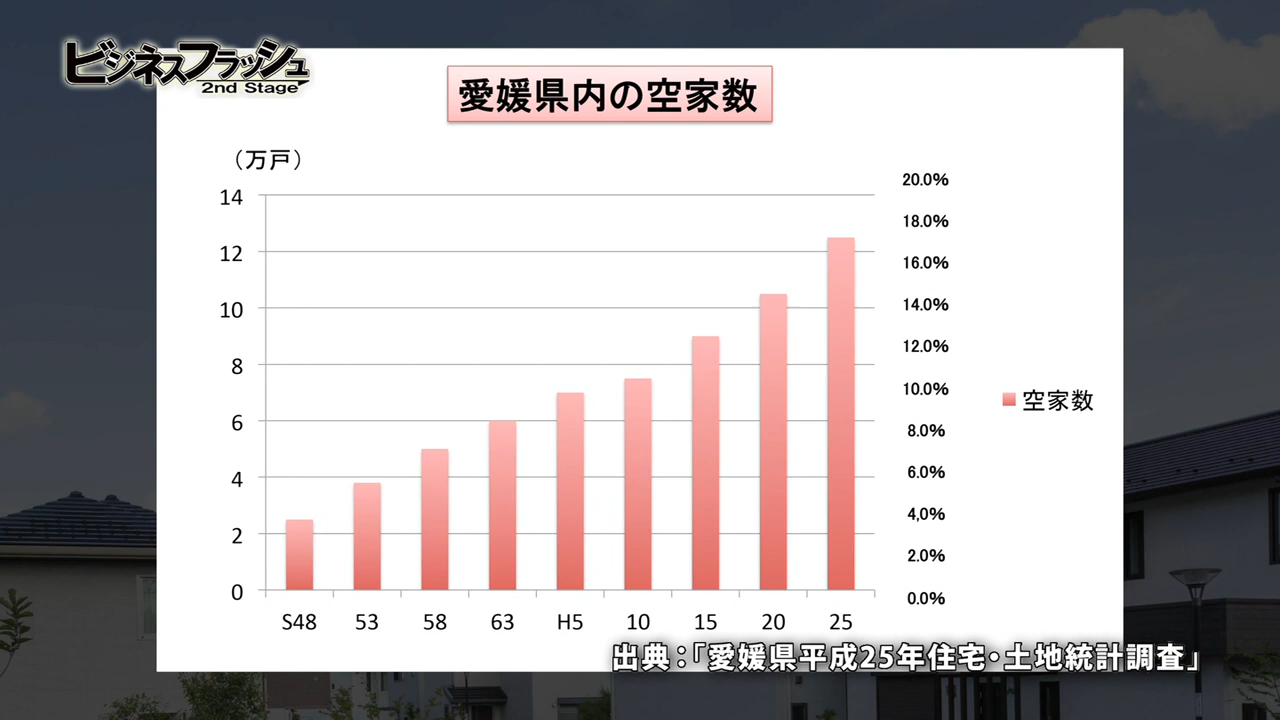 ビジネスフラッシュ
2nd Stage
愛媛県内の空家数
（万戸）
14
12
10
8
6
4
2
0
20.0%
18.0%
16.0%
14.0%
12.0%
10.0%
8.0%
6.0%
4,0%
2.0%
0.0%
空家数
S48 53 58 63 H5 10 15 20 25
出典：「愛媛県平成25年住宅・土地統計調査」